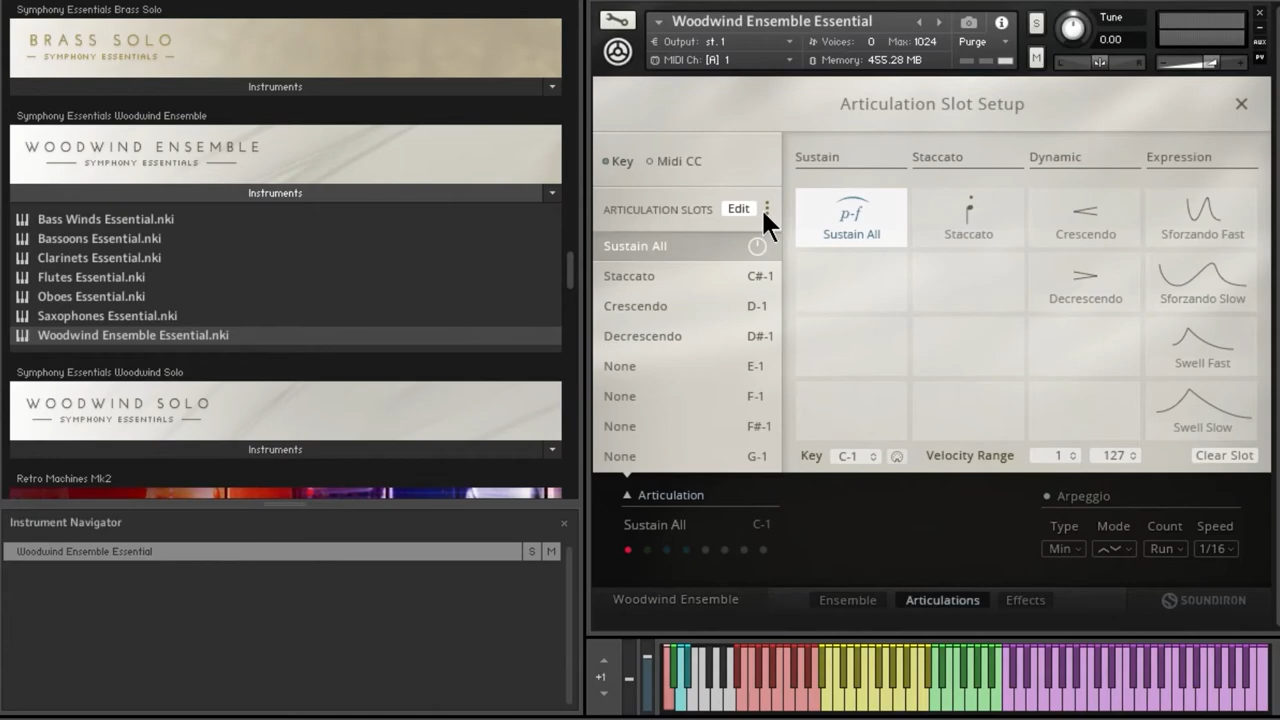 Symphony Essentials Brass Solo
BRASS SOLO
SYMPHONY ESSENTIALS
Instruments
Symphony Essentials Woodwind Ensemble
WOODWIND ENSEMBLE
SYMPHONY ESSENTIALS
Instruments
Bass Winds Essential.nki
Bassoons Essential.nki
Clarinets Essential.nki
Flutes Essential.nki
Oboes Essential.nki
Saxophones Essential.nki
Woodwind Ensemble Essential.nki
Symphony Essentials Woodwind Solo
WOODWIND SOLO
SYMPHONY ESSENTIALS
Instruments
Retro Machines Mk2
Instrument Navigator
Woodwind Ensemble Essential S M
Woodwind Ensemble Essential
Output: st.1 Voices: 0 Max: 1024 Purge
MIDI Ch: [A] 1 Memory: 455.28 MB
S
M
Tune
0.00
L R
AUX
PV
Articulation Slot Setup
Key Midi CC
ARTICULATION SLOTS Edit
Sustain All
Staccato C#-1
Crescendo D-1
Decrescendo D#-1
None E-1
None F-1
None F#-1
None G-1
Sustain Staccato Dynamic Expression
p-f
Sustain All Staccato Crescendo Sforzando Fast
Decrescendo Sforzando Slow
Swell Fast
Swell Slow
Key C-1 Velocity Range 1 127 Clear Slot
Articulation
Sustain All C-1
Arpeggio
Type Mode Count Speed
Min Run 1/16
Woodwind Ensemble Ensemble Articulations Effects SOUNDIRON
+1